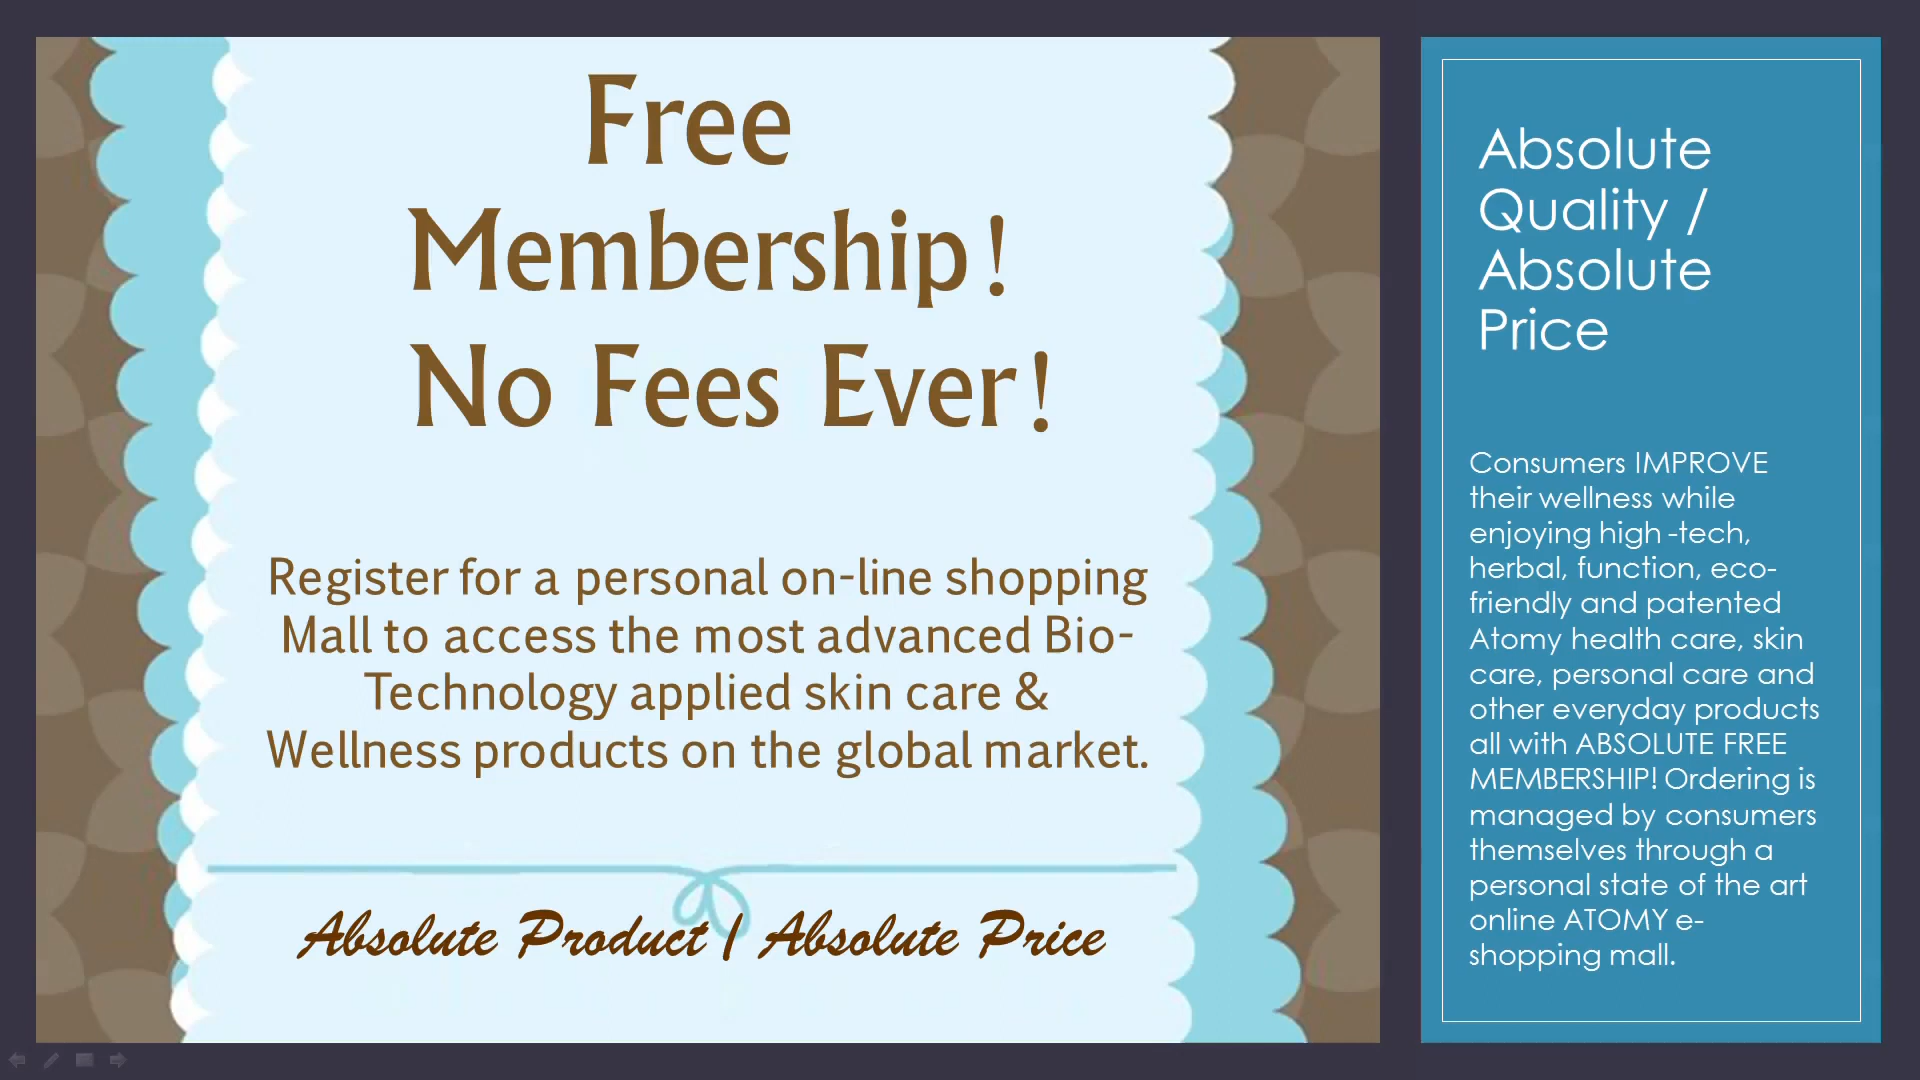 Free
Membership!
No Fees Ever!
Register for a personal on-line shopping
Mall to access the most advanced Bio-
Technology applied skin care &
Wellness products on the global market.
Absolute Product / Absolute Price
Absolute
Quality /
Absolute
Price
Consumers IMPROVE
their wellness while
enjoying high -tech,
herbal, function, eco-
friendly and patented
Atomy health care, skin
care, personal care and
other everyday products
all with ABSOLUTE FREE
MEMBERSHIP! Ordering is
managed by consumers
themselves through a
personal state of the art
online ATOMY e-
shopping mall.